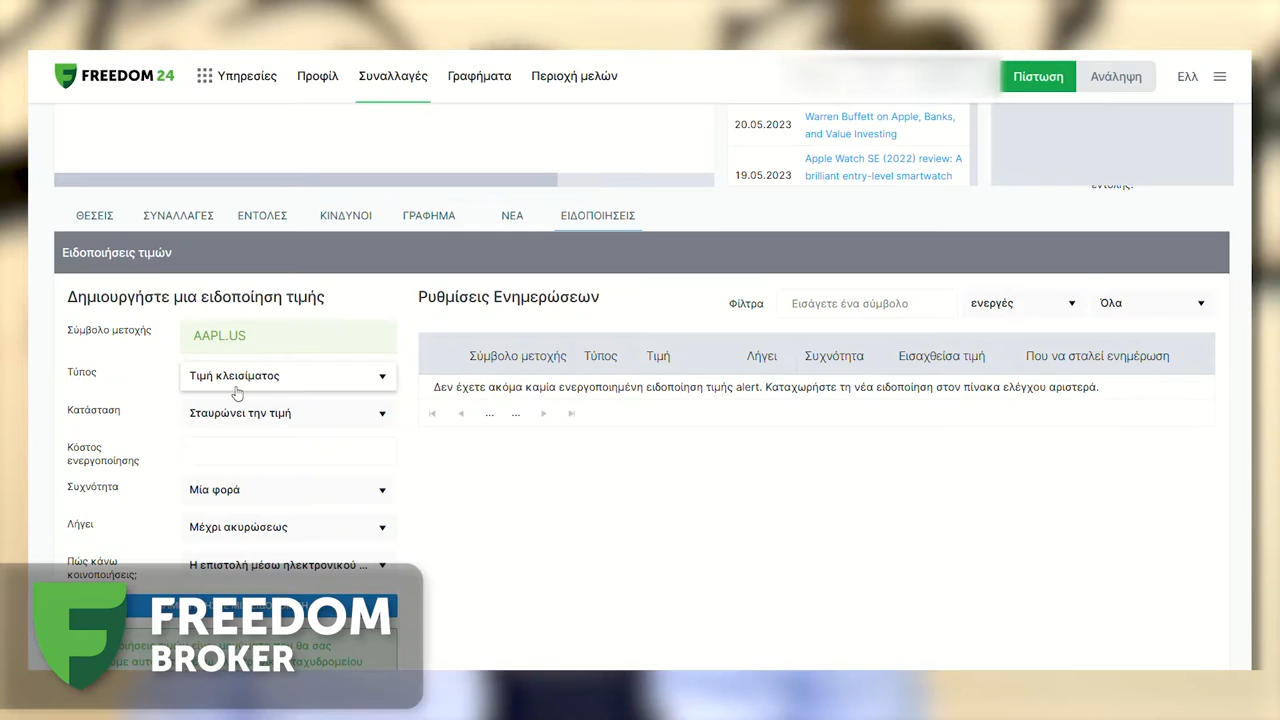 FREEDOM 24
Υπηρεσίες
Προφίλ
Συναλλαγές
Γραφήματα
Περιοχή μελών
Πίστωση
Ανάληψη
Ελλ
20.05.2023
Warren Buffett on Apple, Banks,
and Value Investing
19.05.2023
Apple Watch SE (2022) review: A
brilliant entry-level smartwatch
εντολής.
ΘΕΣΕΙΣ
ΣΥΝΑΛΛΑΓΕΣ
ΕΝΤΟΛΕΣ
ΚΙΝΔΥΝΟΙ
ΓΡΑΦΗΜΑ
ΝΕΑ
ΕΙΔΟΠΟΙΗΣΕΙΣ
Ειδοποιήσεις τιμών
Δημιουργήστε μια ειδοποίηση τιμής
Σύμβολο μετοχής
AAPL.US
Τύπος
Τιμή κλεισίματος
Κατάσταση
Σταυρώνει την τιμή
Κόστος
ενεργοποίησης
Συχνότητα
Μία φορά
Λήγει
Μέχρι ακυρώσεως
Πώς κάνω
κοινοποιήσεις;
Η επιστολή μέσω ηλεκτρονικού ...
Ρυθμίσεις Ενημερώσεων
Φίλτρα
Εισάγετε ένα σύμβολο
ενεργές
Όλα
Σύμβολο μετοχής
Τύπος
Τιμή
Λήγει
Συχνότητα
Εισαχθείσα τιμή
Που να σταλεί ενημέρωση
Δεν έχετε ακόμα καμία ενεργοποιημένη ειδοποίηση τιμής alert. Καταχωρήστε τη νέα ειδοποίηση στον πίνακα ελέγχου αριστερά.
... ...
FREEDOM
BROKER